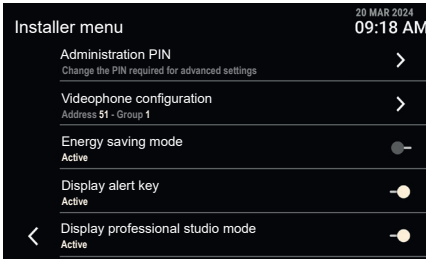 20 MAR 2024
Installer menu
09:18 AM
Administration PIN
Change the PIN required for advanced settings
Videophone configuration
Address 51 - Group 1
Energy saving mode
Active
Display alert key
Active
Display professional studio mode
Active